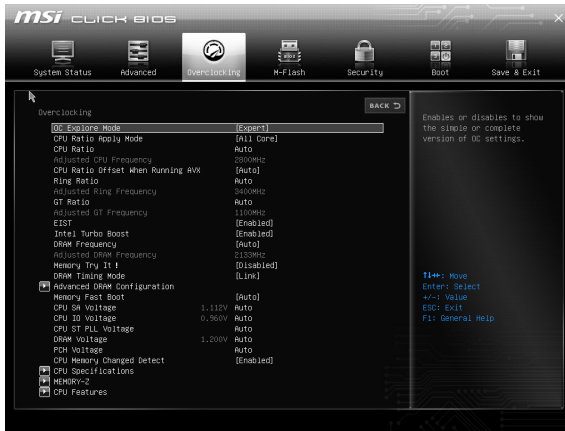 msi CLICK BIOS
System Status Advanced Overclocking M-Flash Security Boot Save & Exit
BACK
Overclocking
OC Explore Mode [Expert]
CPU Ratio Apply Mode [All Core]
CPU Ratio Auto
Adjusted CPU Frequency 2800MHz
CPU Ratio Offset When Running AVX [Auto]
Ring Ratio Auto
Adjusted Ring Frequency 3400MHz
GT Ratio Auto
Adjusted GT Frequency 1100MHz
EIST [Enabled]
Intel Turbo Boost [Enabled]
DRAM Frequency [Auto]
Adjusted DRAM Frequency 2133MHz
Memory Try It ! [Disabled]
DRAM Timing Mode [Link]
Advanced DRAM Configuration
Memory Fast Boot [Auto]
CPU SA Voltage 1.112V Auto
CPU IO Voltage 0.960V Auto
CPU ST PLL Voltage Auto
DRAM Voltage 1.200V Auto
PCH Voltage Auto
CPU Memory Changed Detect [Enabled]
CPU Specifications
MEMORY-Z
CPU Features
Enables or disables to show
the simple or complete
version of OC settings.
↑↓→←: Move
Enter: Select
+/-: Value
ESC: Exit
F1: General Help